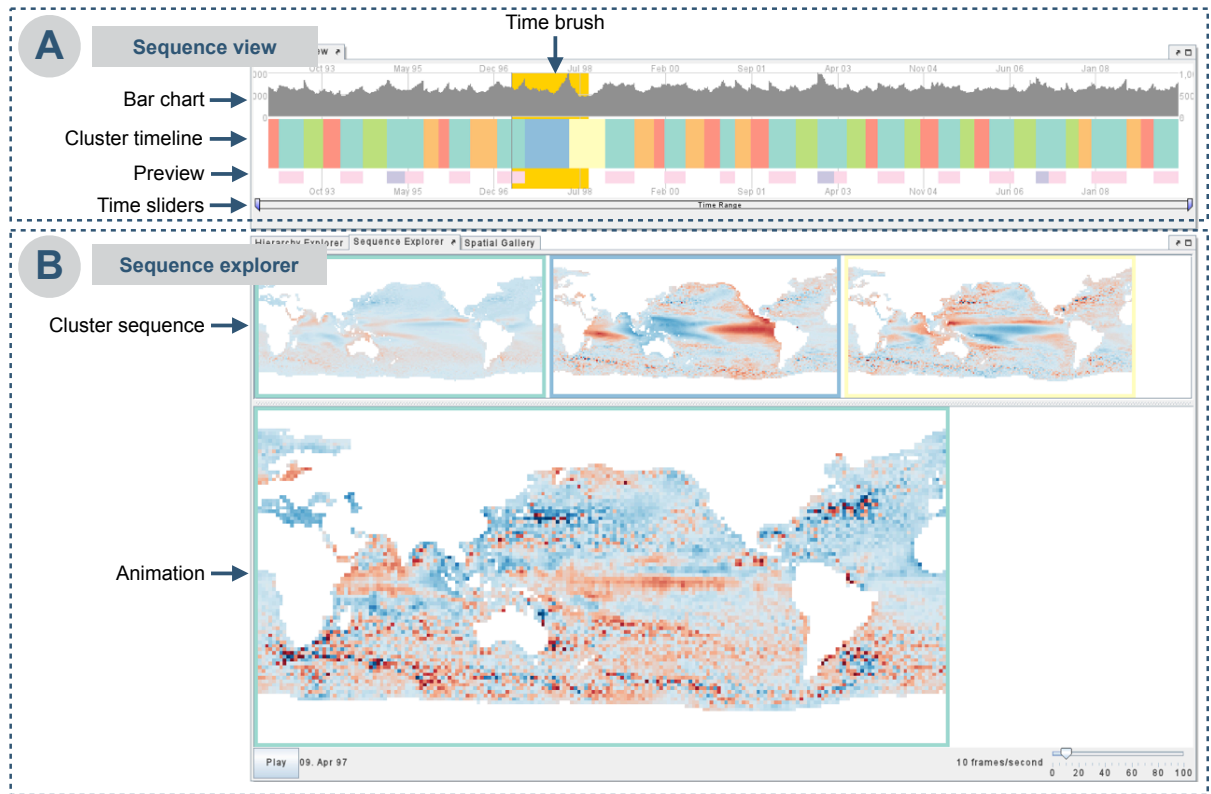 A
Sequence view
Time brush
Oct 93 May 95 Dec 96 Jul 98 Feb 00 Sep 01 Apr 03 Nov 04 Jun 06 Jan 08
Bar chart
Cluster timeline
Preview
Oct 93 May 95 Dec 96 Jul 98 Feb 00 Sep 01 Apr 03 Nov 04 Jun 06 Jan 08
Time sliders
Time Range
B
Sequence explorer
Hierarchy Explorer Sequence Explorer Spatial Gallery
Cluster sequence
Animation
Play 09. Apr 97
10 frames/second
0 20 40 60 80 100